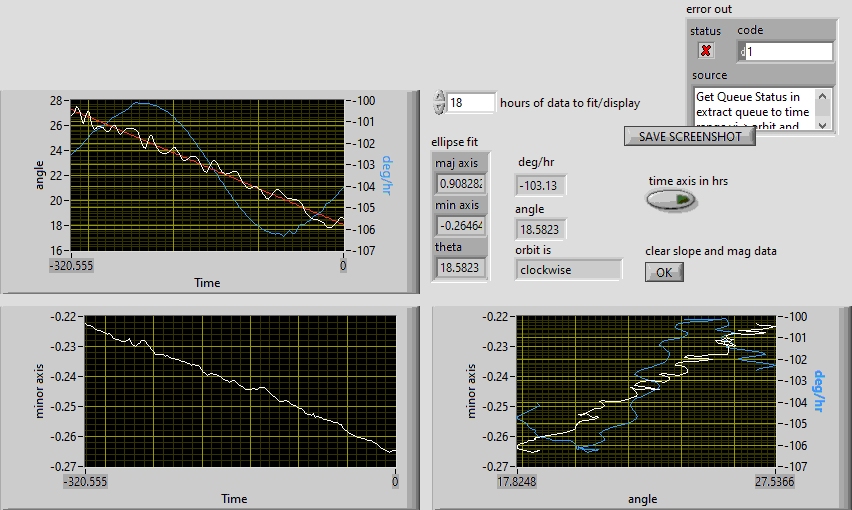 error out
status
code
d1
source
Get Queue Status in
extract queue to time
orbit and
SAVE SCREENSHOT
18
hours of data to fit/display
ellipse fit
maj axis
0.908282
min axis
-0.26464
theta
18.5823
deg/hr
-103.13
angle
18.5823
orbit is
clockwise
time axis in hrs
clear slope and mag data
OK
28
26
24
22
20
18
16
angle
-100
-101
-102
-103
-104
-105
-106
-107
deg/hr
-320.555
0
Time
-0.22
-0.23
-0.24
-0.25
-0.26
-0.27
minor axis
-320.555
0
Time
-0.22
-0.23
-0.24
-0.25
-0.26
-0.27
minor axis
-100
-101
-102
-103
-104
-105
-106
-107
deg/hr
17.8248
27.5366
angle